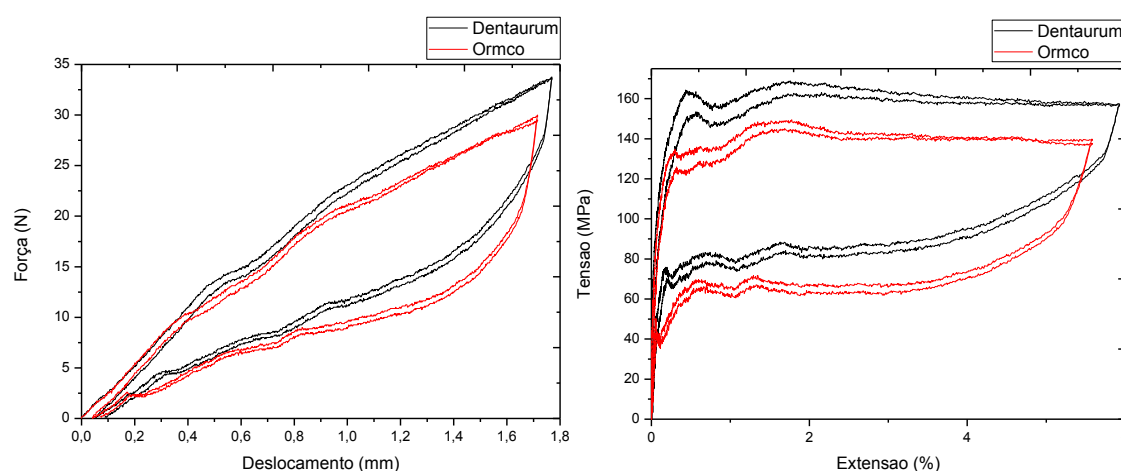 Dentaurum
Ormco
35
30
25
20
15
10
5
0
Força (N)
0,0 0,2 0,4 0,6 0,8 1,0 1,2 1,4 1,6 1,8
Deslocamento (mm)
Dentaurum
Ormco
160
140
120
100
80
60
40
20
0
Tensao (MPa)
0 2 4
Extensao (%)